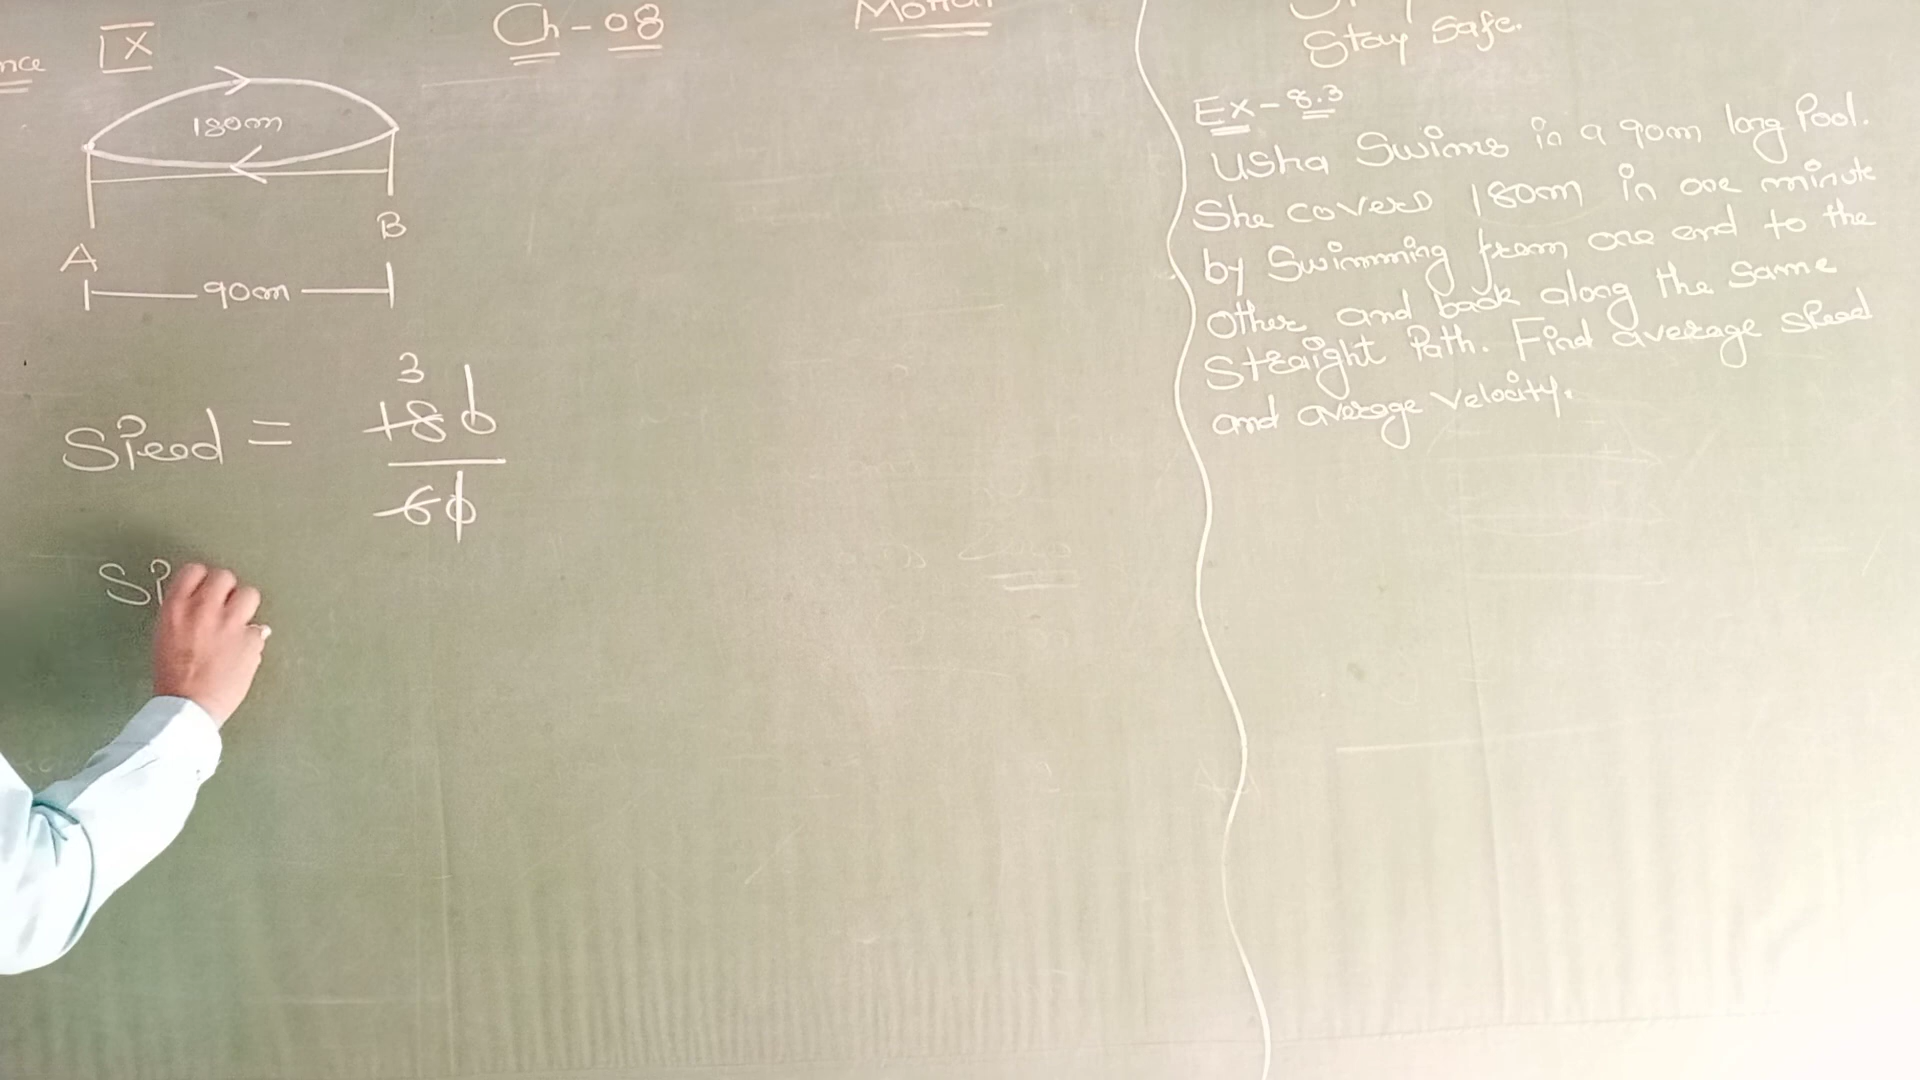 nce IX Ch-08 Motion
180m
A B
90m
3
Speed = 180
60
Sp
Stay Safe.
Ex-8.3
Usha Swims in a 90m long Pool.
She covers 180m in one minute
by Swimming from one end to the
other and back along the Same
Straight Path. Find average speed
and average velocity.